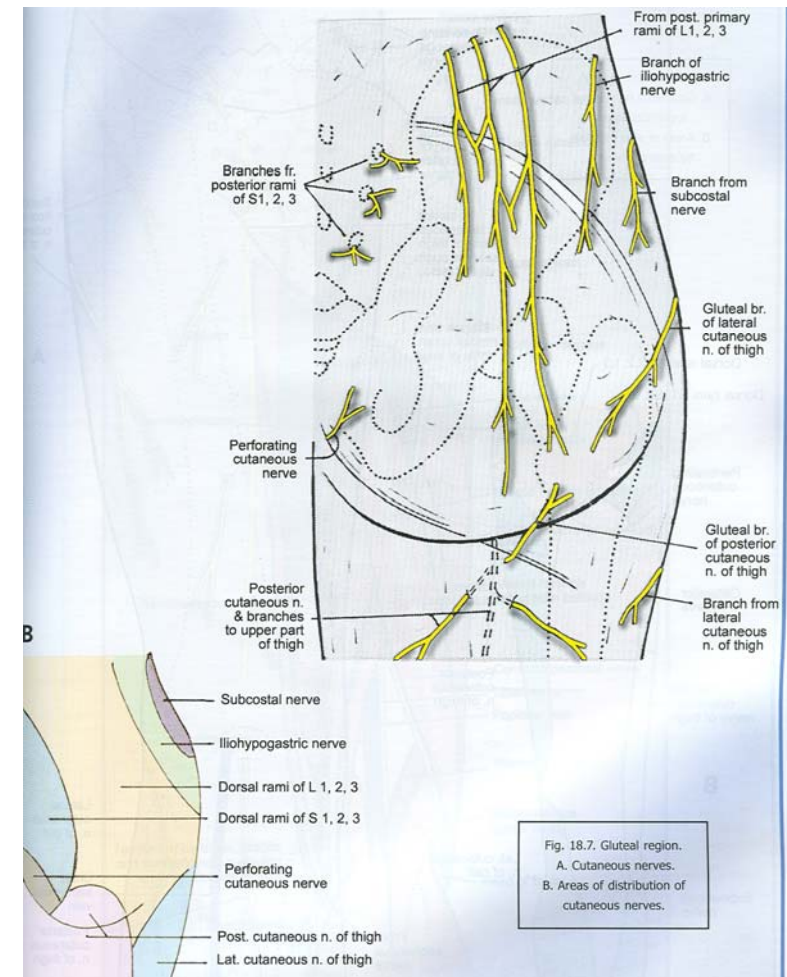 From post. primary
rami of L1, 2, 3
Branch of
iliohypogastric
nerve
Branches fr.
posterior rami
of S1, 2, 3
Branch from
subcostal
nerve
Gluteal br.
of lateral
cutaneous
n. of thigh
Perforating
cutaneous
nerve
Gluteal br.
of posterior
cutaneous
n. of thigh
Posterior
cutaneous n.
& branches
to upper part
of thigh
Branch from
lateral
cutaneous
n. of thigh
B
Subcostal nerve
Iliohypogastric nerve
Dorsal rami of L 1, 2, 3
Dorsal rami of S 1, 2, 3
Perforating
cutaneous nerve
Post. cutaneous n. of thigh
Lat. cutaneous n. of thigh
Fig. 18.7. Gluteal region.
A. Cutaneous nerves.
B. Areas of distribution of
cutaneous nerves.